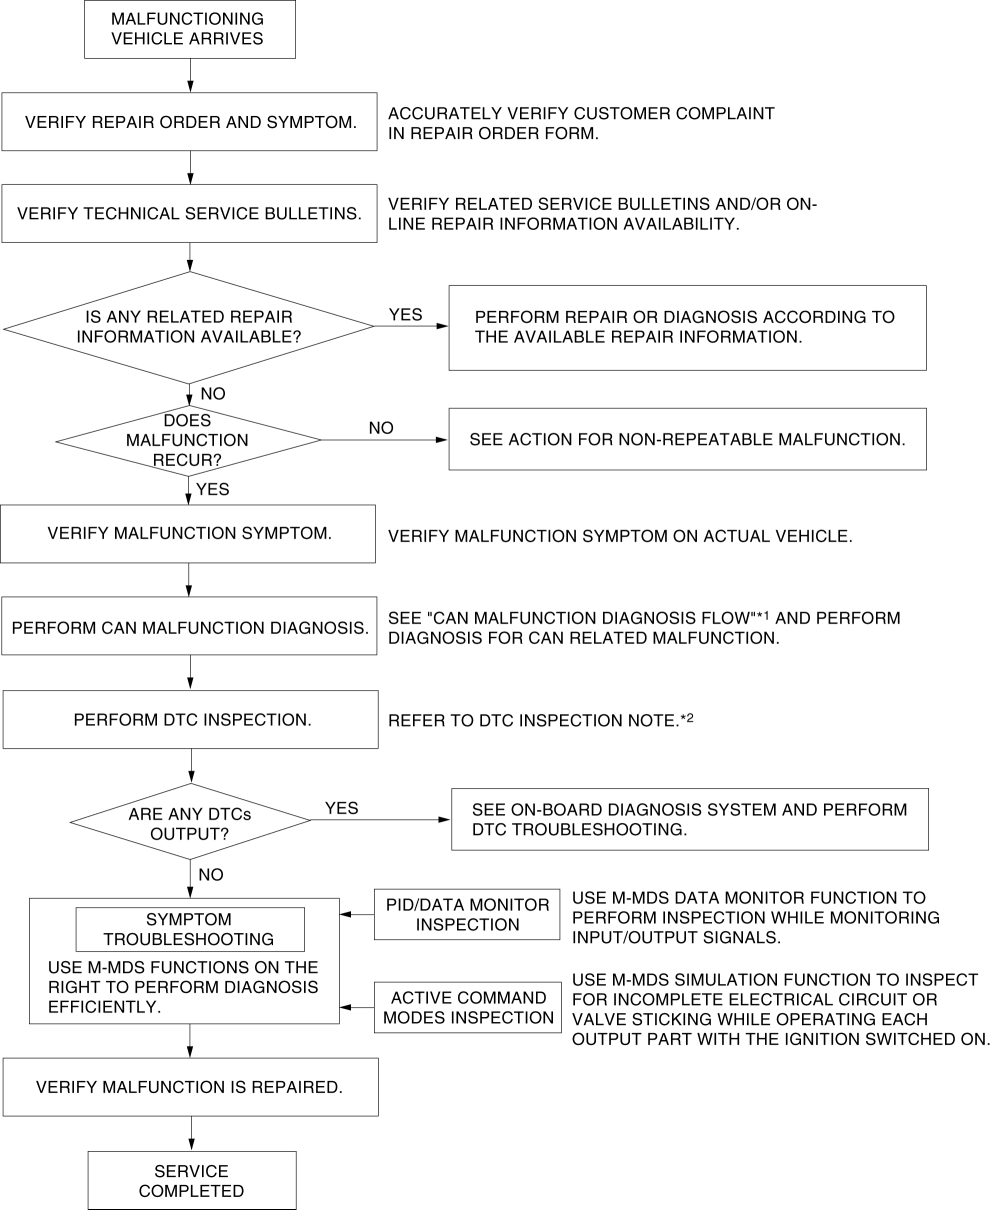 MALFUNCTIONING
VEHICLE ARRIVES
VERIFY REPAIR ORDER AND SYMPTOM.
ACCURATELY VERIFY CUSTOMER COMPLAINT
IN REPAIR ORDER FORM.
VERIFY TECHNICAL SERVICE BULLETINS.
VERIFY RELATED SERVICE BULLETINS AND/OR ON-
LINE REPAIR INFORMATION AVAILABILITY.
IS ANY RELATED REPAIR
INFORMATION AVAILABLE?
YES
PERFORM REPAIR OR DIAGNOSIS ACCORDING TO
THE AVAILABLE REPAIR INFORMATION.
NO
DOES
MALFUNCTION
RECUR?
NO
SEE ACTION FOR NON-REPEATABLE MALFUNCTION.
YES
VERIFY MALFUNCTION SYMPTOM.
VERIFY MALFUNCTION SYMPTOM ON ACTUAL VEHICLE.
PERFORM CAN MALFUNCTION DIAGNOSIS.
SEE "CAN MALFUNCTION DIAGNOSIS FLOW"*1 AND PERFORM
DIAGNOSIS FOR CAN RELATED MALFUNCTION.
PERFORM DTC INSPECTION.
REFER TO DTC INSPECTION NOTE.*2
ARE ANY DTCs
OUTPUT?
YES
SEE ON-BOARD DIAGNOSIS SYSTEM AND PERFORM
DTC TROUBLESHOOTING.
NO
SYMPTOM
TROUBLESHOOTING
USE M-MDS FUNCTIONS ON THE
RIGHT TO PERFORM DIAGNOSIS
EFFICIENTLY.
PID/DATA MONITOR
INSPECTION
USE M-MDS DATA MONITOR FUNCTION TO
PERFORM INSPECTION WHILE MONITORING
INPUT/OUTPUT SIGNALS.
ACTIVE COMMAND
MODES INSPECTION
USE M-MDS SIMULATION FUNCTION TO INSPECT
FOR INCOMPLETE ELECTRICAL CIRCUIT OR
VALVE STICKING WHILE OPERATING EACH
OUTPUT PART WITH THE IGNITION SWITCHED ON.
VERIFY MALFUNCTION IS REPAIRED.
SERVICE
COMPLETED